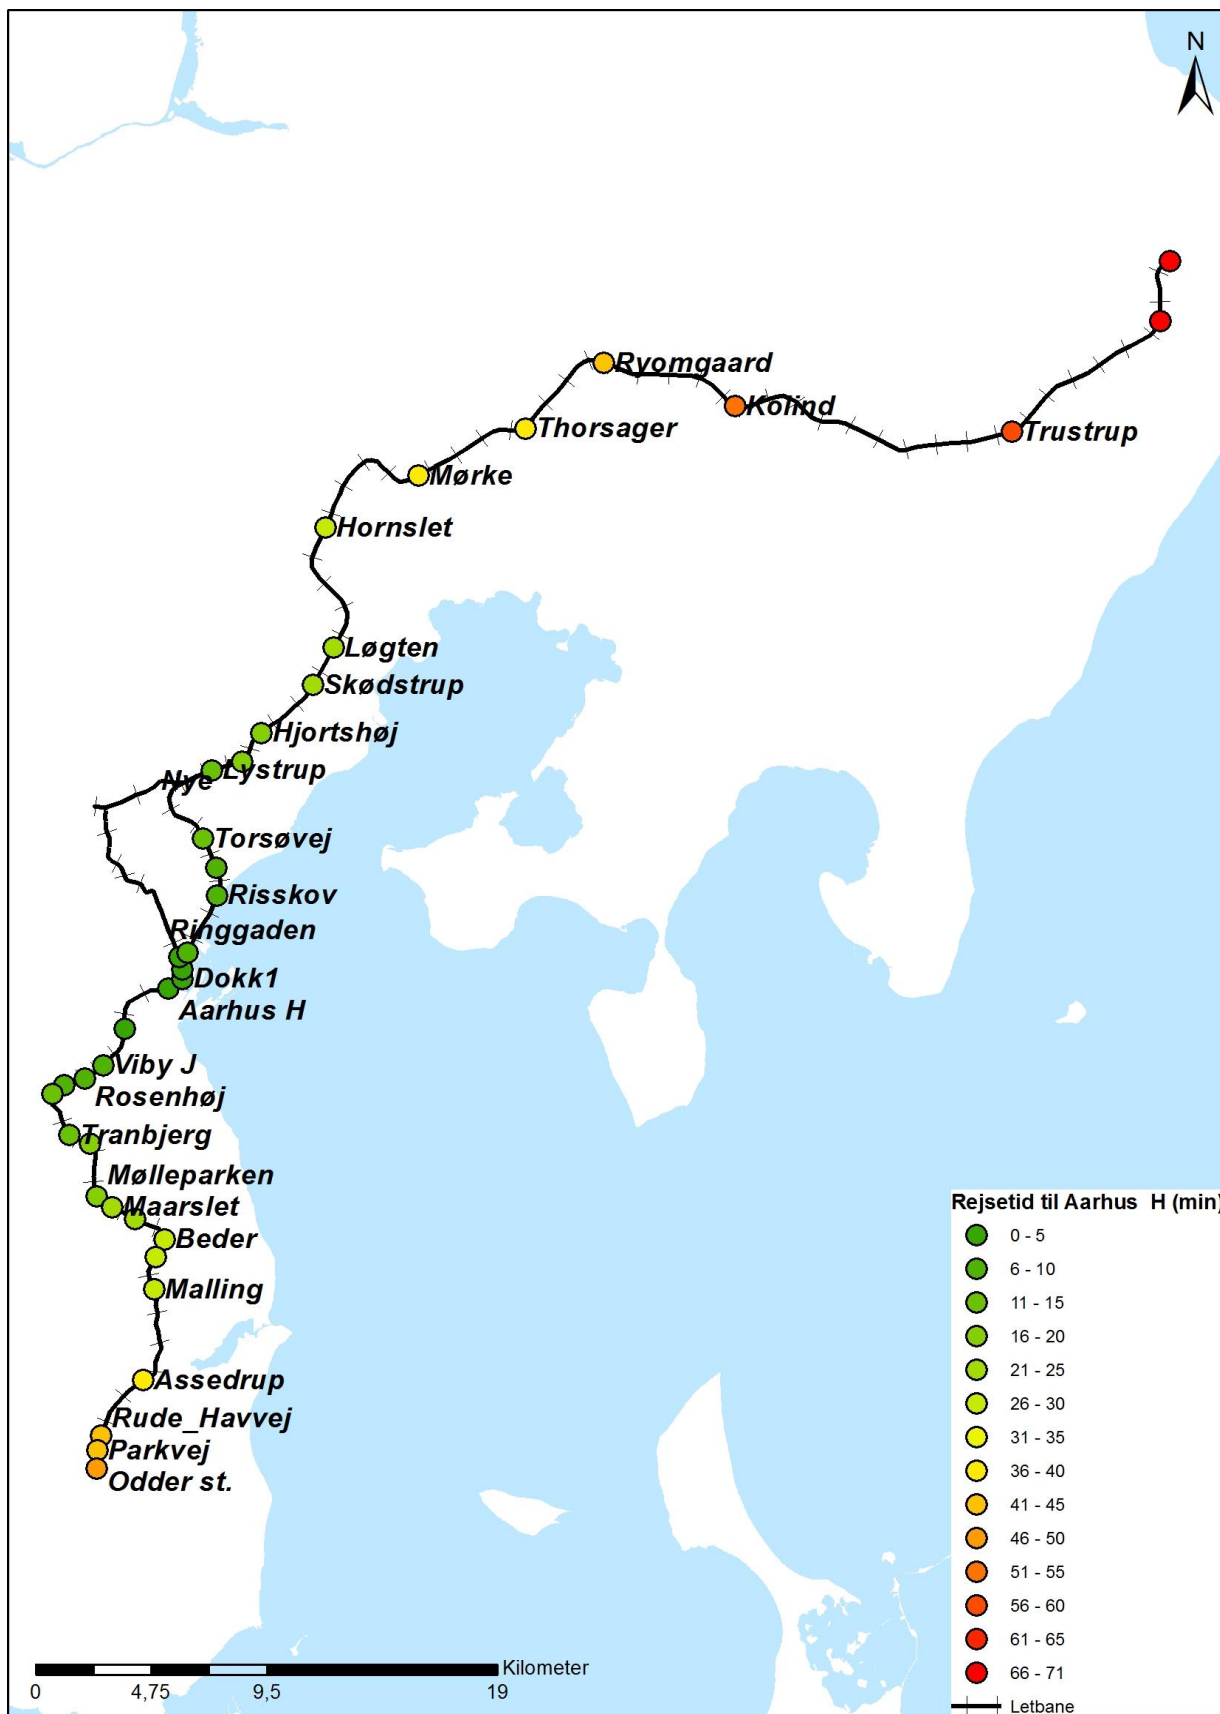 N
Ryomgaard
Kolind
Thorsager
Trustrup
Mørke
Hornslet
Løgten
Skødstrup
Hjortshøj
Lystrup
Nye
Torsøvej
Risskov
Ringgaden
Dokk1
Aarhus H
Viby J
Rosenhøj
Tranbjerg
Mølleparken
Maarslet
Beder
Malling
Assedrup
Rude_Havvej
Parkvej
Odder st.
Rejsetid til Aarhus H (min)
0 - 5
6 - 10
11 - 15
16 - 20
21 - 25
26 - 30
31 - 35
36 - 40
41 - 45
46 - 50
51 - 55
56 - 60
61 - 65
66 - 71
Letbane
Kilometer
0 4,75 9,5 19